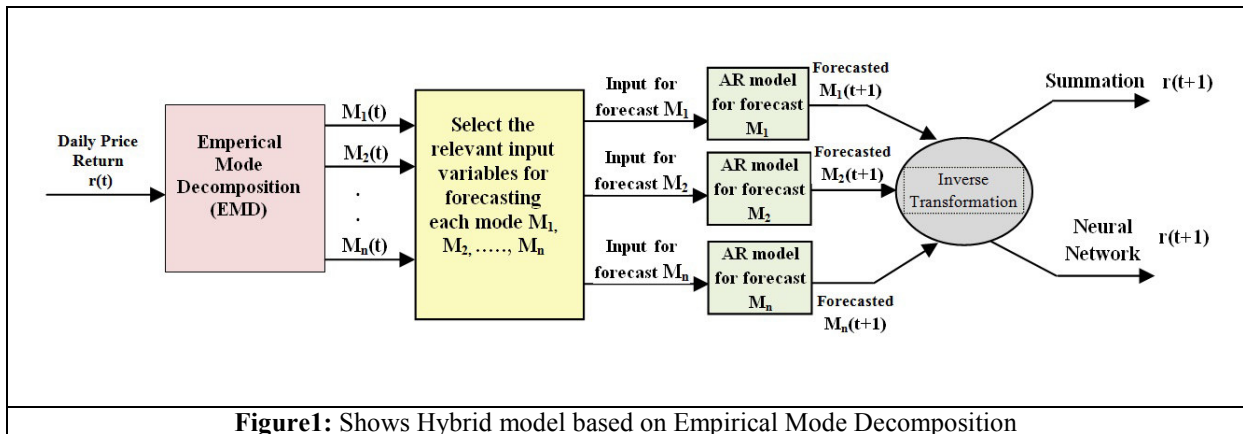 Daily Price
Return
r(t)
Emperical
Mode
Decomposition
(EMD)
M₁(t)
M₂(t)
.
.
Mₙ(t)
Select the
relevant input
variables for
forecasting
each mode M₁,
M₂, ….., Mₙ
Input for
forecast M₁
Input for
forecast M₂
Input for
forecast Mₙ
AR model
for forecast
M₁
AR model
for forecast
M₂
AR model
for forecast
Mₙ
Forecasted
M₁(t+1)
Forecasted
M₂(t+1)
Forecasted
Mₙ(t+1)
Inverse
Transformation
Summation r(t+1)
Neural
Network
r(t+1)
Figure1: Shows Hybrid model based on Empirical Mode Decomposition